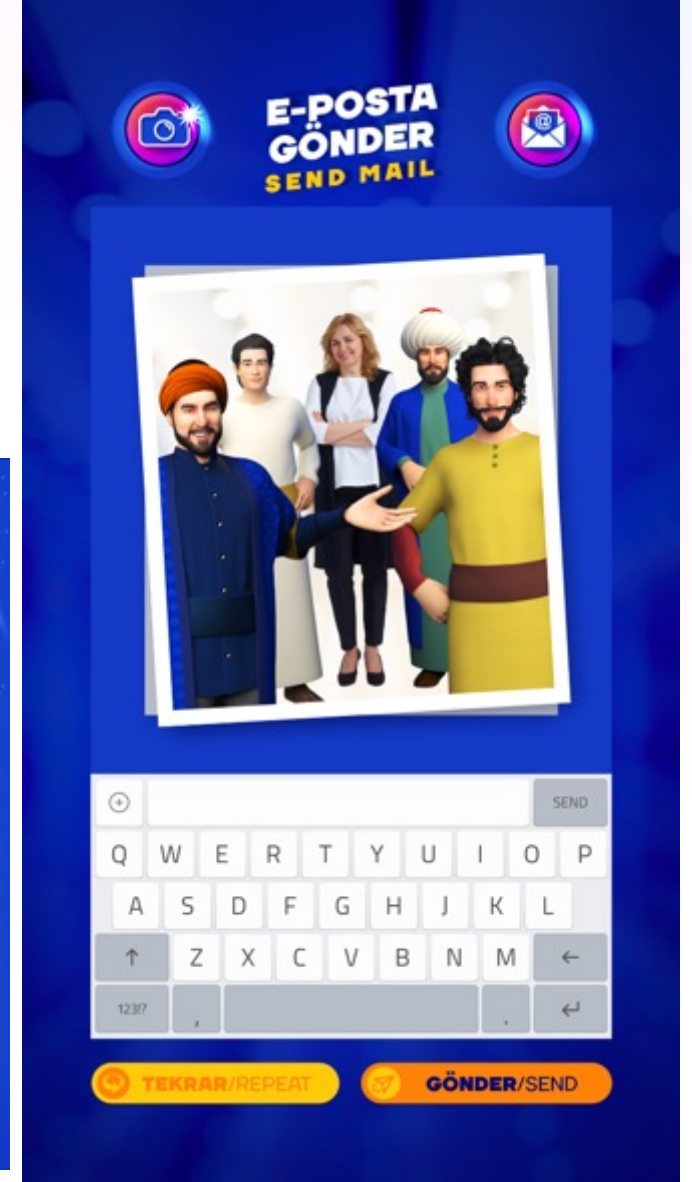 E-POSTA
GÖNDER
SEND MAIL
@
SEND
Q W E R T Y U I O P
A S D F G H J K L
Z X C V B N M
123!? , .
TEKRAR/REPEAT
GÖNDER/SEND